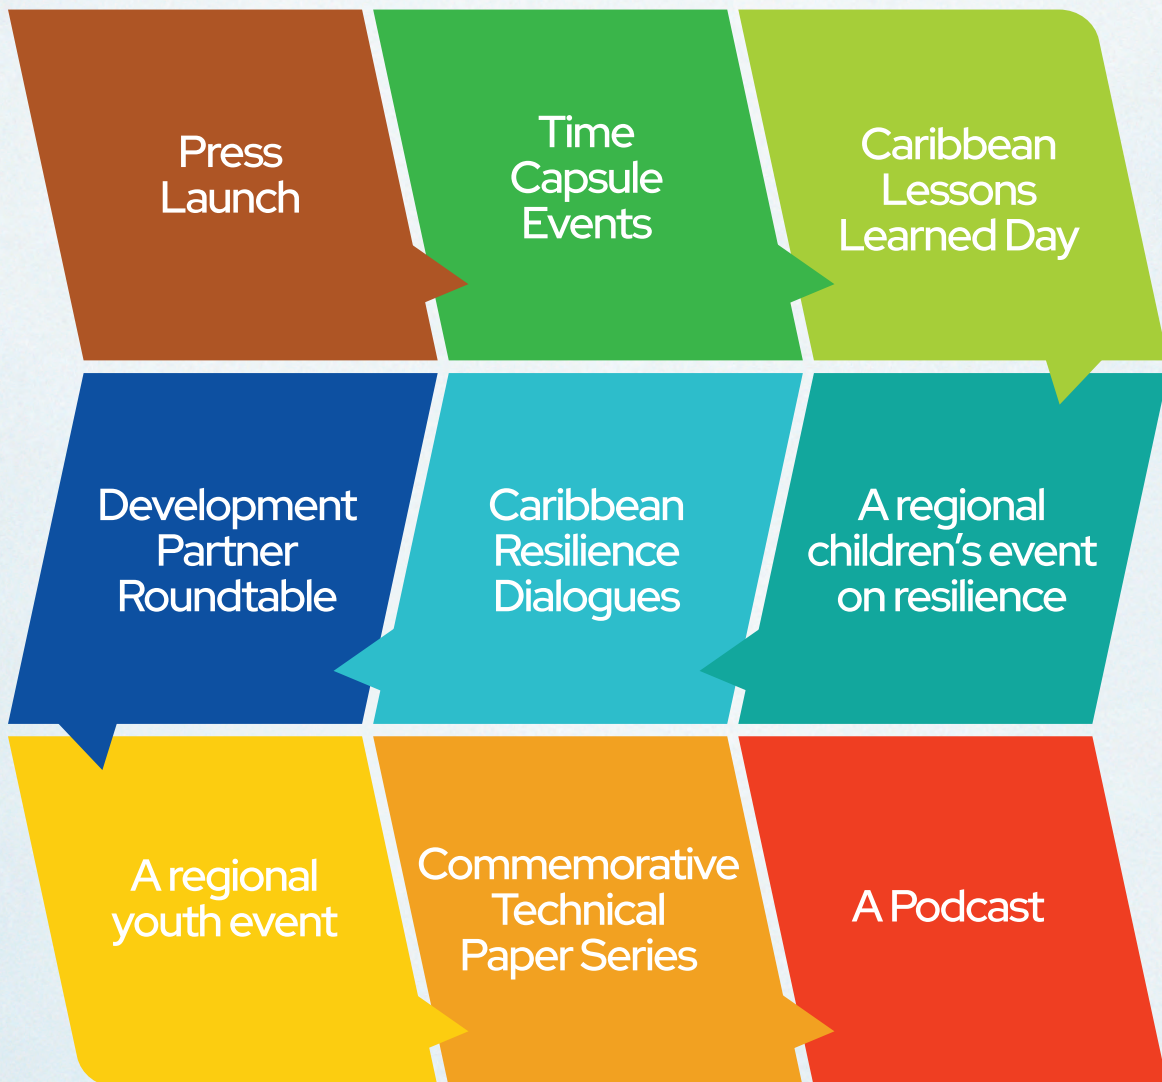 Press
Launch
Time
Capsule
Events
Caribbean
Lessons
Learned Day
A regional
children’s event
on resilience
Caribbean
Resilience
Dialogues
Development
Partner
Roundtable
A regional
youth event
Commemorative
Technical
Paper Series
A Podcast